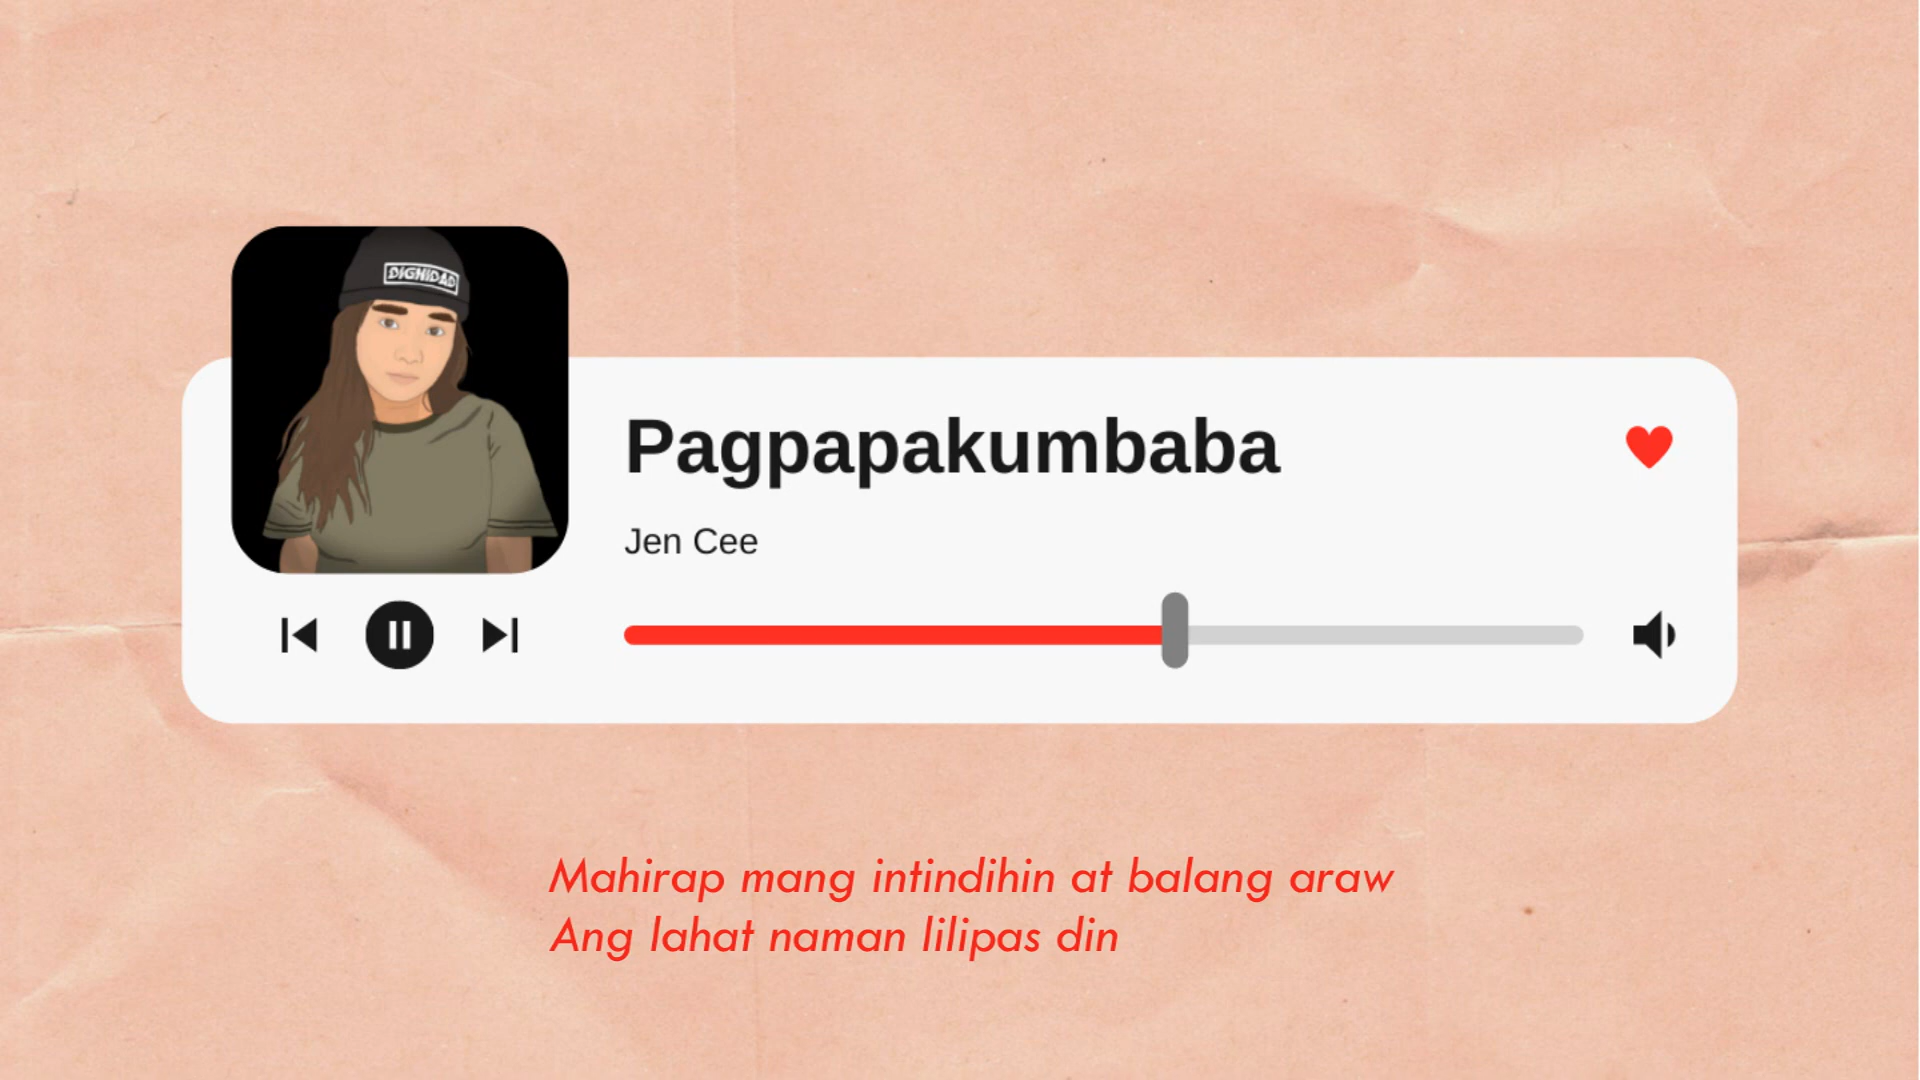 DIGNIDAD
Pagpapakumbaba
Jen Cee
Mahirap mang intindihin at balang araw
Ang lahat naman lilipas din